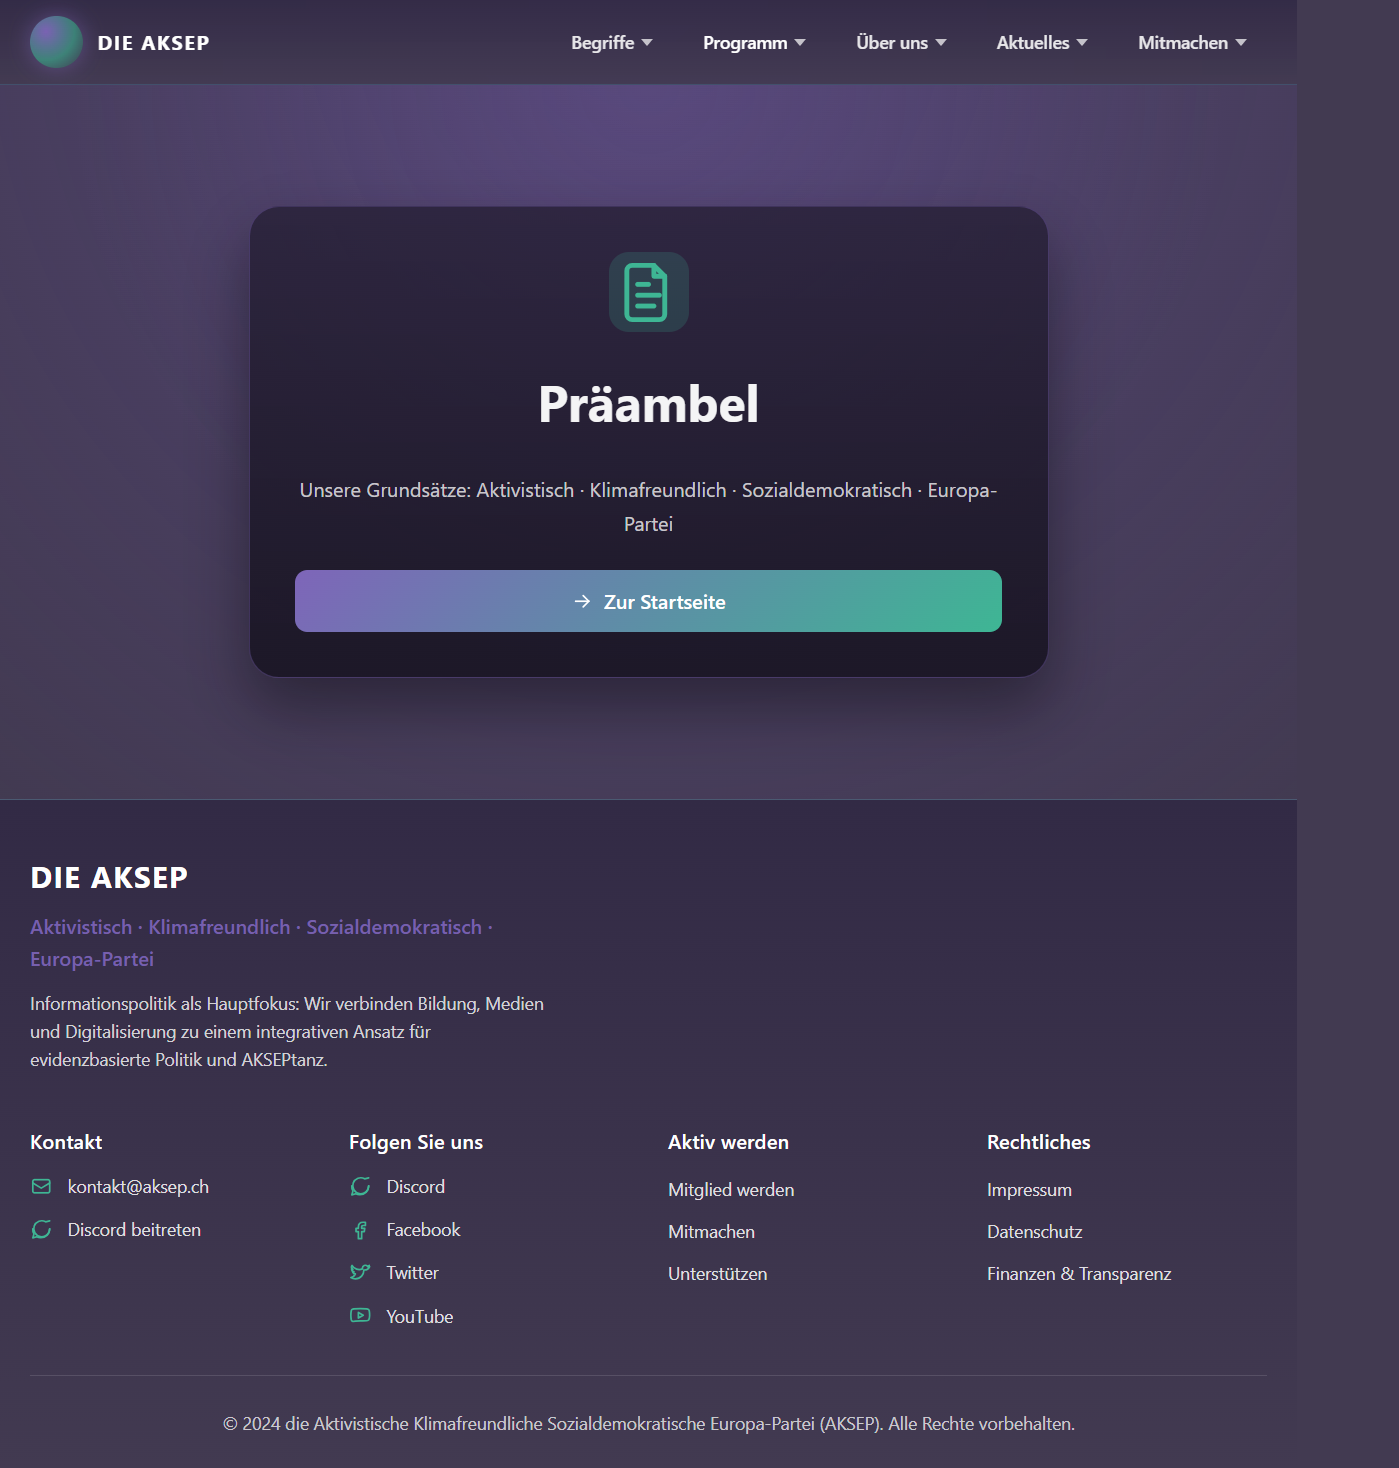 DIE AKSEP
Begriffe
Programm
Über uns
Aktuelles
Mitmachen
Präambel
Unsere Grundsätze: Aktivistisch · Klimafreundlich · Sozialdemokratisch · Europa-
Partei
Zur Startseite
DIE AKSEP
Aktivistisch · Klimafreundlich · Sozialdemokratisch ·
Europa-Partei
Informationspolitik als Hauptfokus: Wir verbinden Bildung, Medien
und Digitalisierung zu einem integrativen Ansatz für
evidenzbasierte Politik und AKSEPtanz.
Kontakt
kontakt@aksep.ch
Discord beitreten
Folgen Sie uns
Discord
Facebook
Twitter
YouTube
Aktiv werden
Mitglied werden
Mitmachen
Unterstützen
Rechtliches
Impressum
Datenschutz
Finanzen & Transparenz
© 2024 die Aktivistische Klimafreundliche Sozialdemokratische Europa-Partei (AKSEP). Alle Rechte vorbehalten.